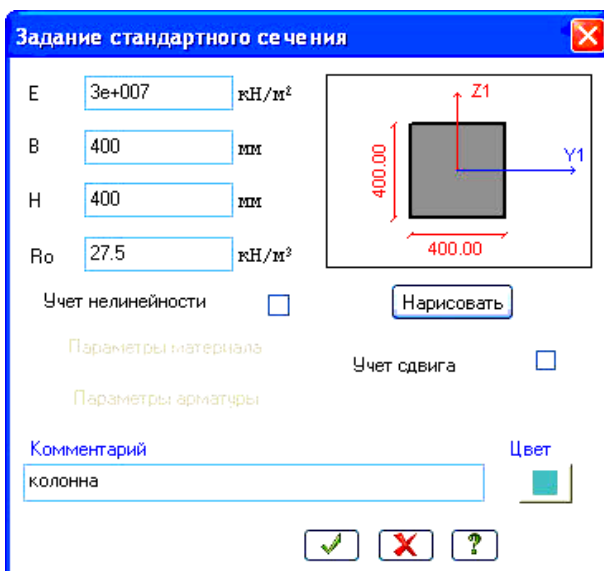 Задание стандартного сечения
E 3e+007 кН/м²
B 400 мм
H 400 мм
Ro 27.5 кН/м³
Z1
Y1
400.00
400.00
Учет нелинейности
Нарисовать
Параметры материала
Учет сдвига
Параметры арматуры
Комментарий
Цвет
колонна
?